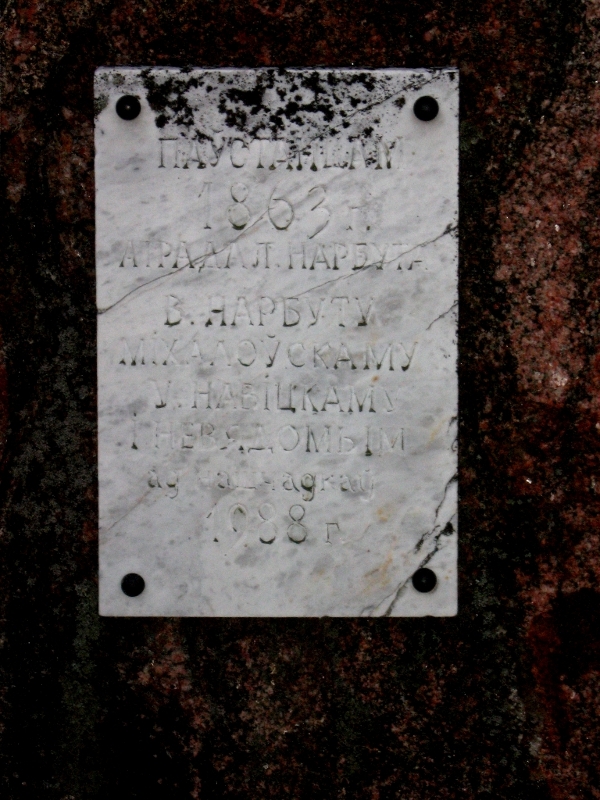 ПАЎСТАНЦАМ
1863 г.
АТРАДА Л. НАРБУТА
В. НАРБУТУ
МІХАЛОЎСКАМУ
У. НАВІЦКАМУ
І НЕВЯДОМЫМ
ад нашчадкаў
1988 г.